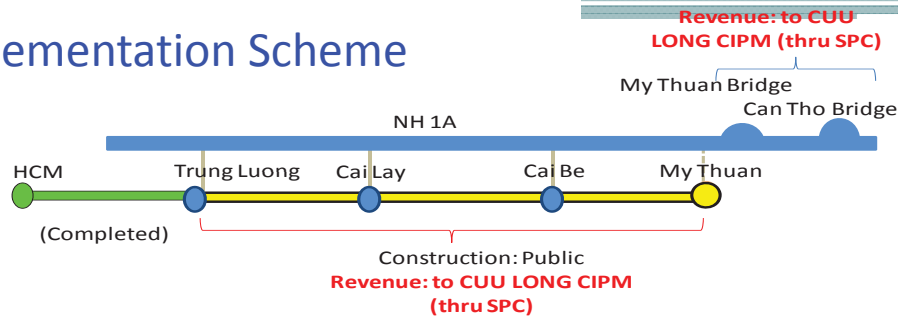 Revenue: to CUU
LONG CIPM (thru SPC)
ementation Scheme
My Thuan Bridge
Can Tho Bridge
NH 1A
HCM
Trung Luong
Cai Lay
Cai Be
My Thuan
(Completed)
Construction: Public
Revenue: to CUU LONG CIPM
(thru SPC)